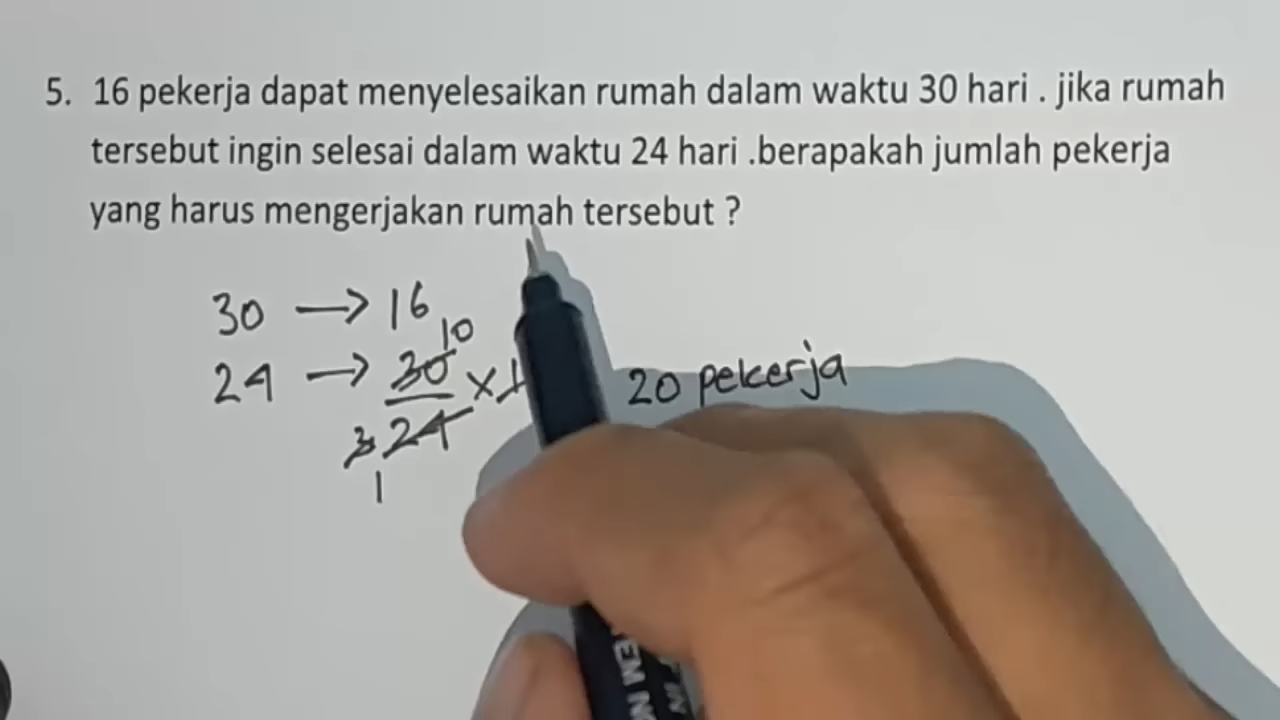 5. 16 pekerja dapat menyelesaikan rumah dalam waktu 30 hari . jika rumah
tersebut ingin selesai dalam waktu 24 hari .berapakah jumlah pekerja
yang harus mengerjakan rumah tersebut ?
30 → 16
10
24 → 30 × 20 pekerja
3 24
1